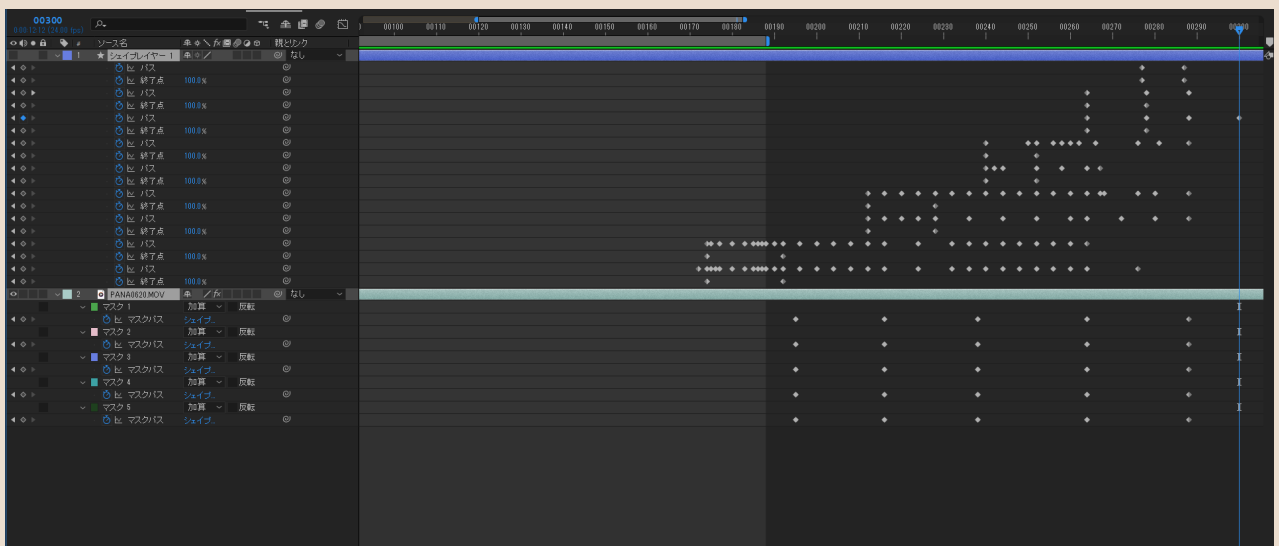 00300
0:00:12:12 (24.00 fps)
00100 00110 00120 00130 00140 00150 00160 00170 00180 00190 00200 00210 00220 00230 00240 00250 00260 00270 00280 00290 00300
# ソース名 fx 親とリンク
1 シェイプレイヤー 1 なし
パス
終了点 100.0%
パス
終了点 100.0%
パス
終了点 100.0%
パス
終了点 100.0%
パス
終了点 100.0%
パス
終了点 100.0%
パス
終了点 100.0%
パス
終了点 100.0%
パス
終了点 100.0%
2 PANA0620.MOV fx なし
マスク 1 加算 反転
マスクパス シェイプ...
マスク 2 加算 反転
マスクパス シェイプ...
マスク 3 加算 反転
マスクパス シェイプ...
マスク 4 加算 反転
マスクパス シェイプ...
マスク 5 加算 反転
マスクパス シェイプ...